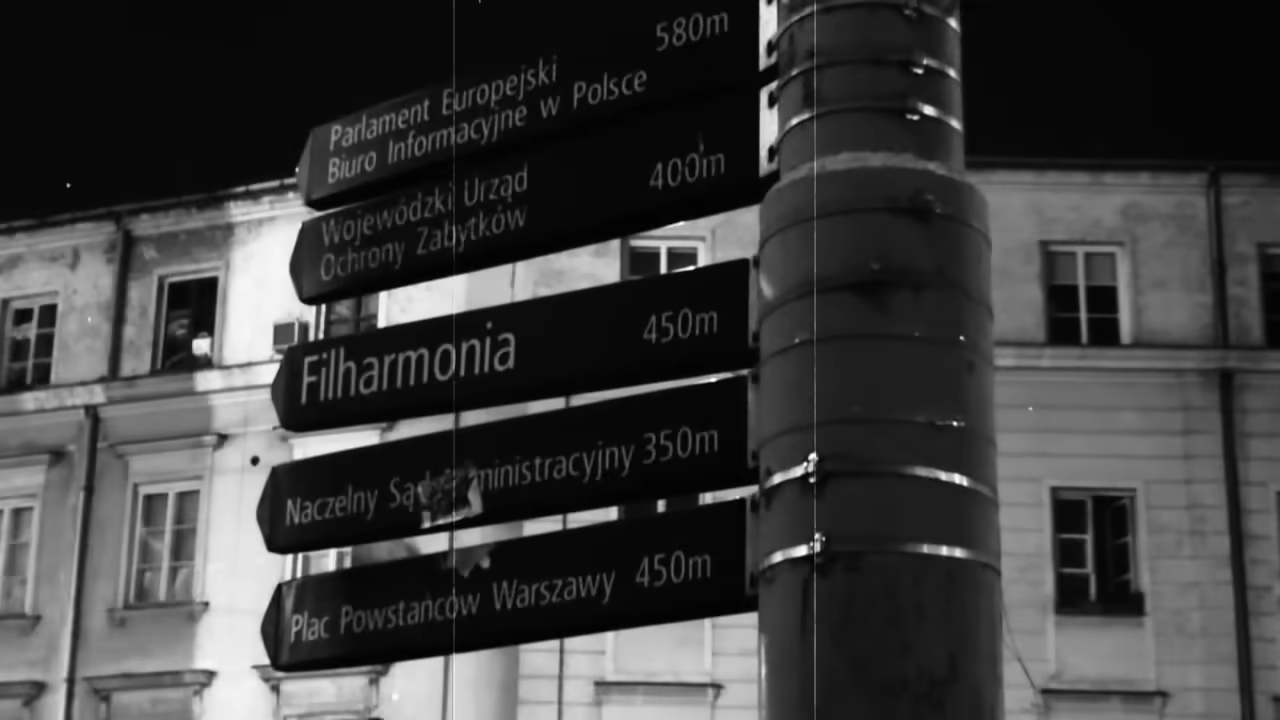 580m
Parlament Europejski
Biuro Informacyjne w Polsce
400m
Wojewódzki Urząd
Ochrony Zabytków
Filharmonia 450m
Naczelny 350m
Plac Powstańców Warszawy 450m